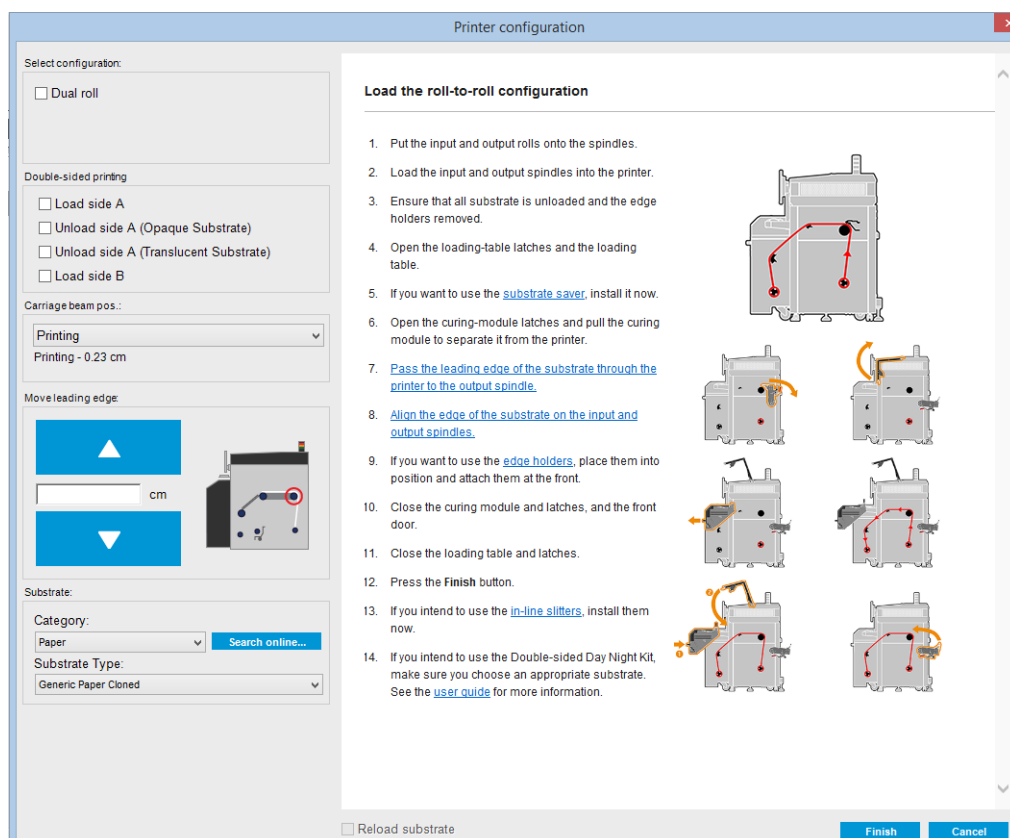 Printer configuration
Select configuration:
Dual roll
Double-sided printing
Load side A
Unload side A (Opaque Substrate)
Unload side A (Translucent Substrate)
Load side B
Carriage beam pos.:
Printing
Printing - 0.23 cm
Move leading edge:
cm
Substrate:
Category:
Paper
Search online...
Substrate Type:
Generic Paper Cloned
Load the roll-to-roll configuration
1. Put the input and output rolls onto the spindles.
2. Load the input and output spindles into the printer.
3. Ensure that all substrate is unloaded and the edge
holders removed.
4. Open the loading-table latches and the loading
table.
5. If you want to use the substrate saver, install it now.
6. Open the curing-module latches and pull the curing
module to separate it from the printer.
7. Pass the leading edge of the substrate through the
printer to the output spindle.
8. Align the edge of the substrate on the input and
output spindles.
9. If you want to use the edge holders, place them into
position and attach them at the front.
10. Close the curing module and latches, and the front
door.
11. Close the loading table and latches.
12. Press the Finish button.
13. If you intend to use the in-line slitters, install them
now.
14. If you intend to use the Double-sided Day Night Kit,
make sure you choose an appropriate substrate.
See the user guide for more information.
2
1
Reload substrate
Finish
Cancel